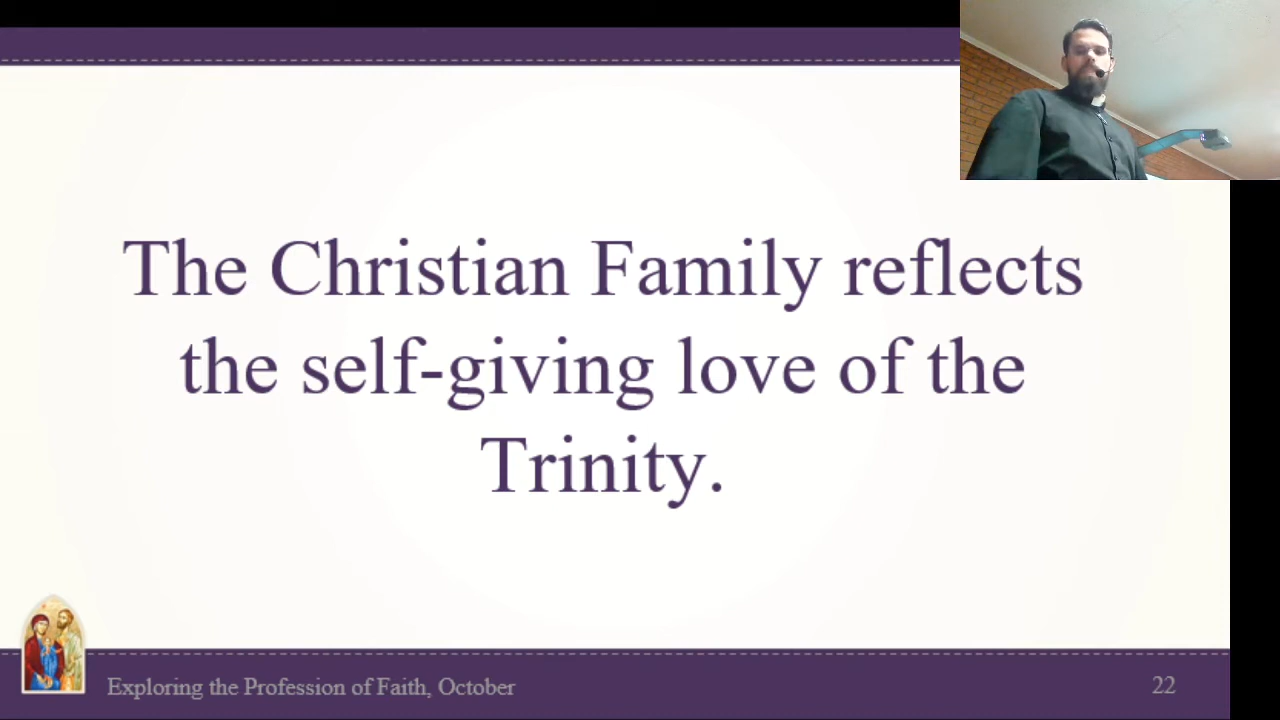 The Christian Family reflects
the self-giving love of the
Trinity.
Exploring the Profession of Faith, October
22